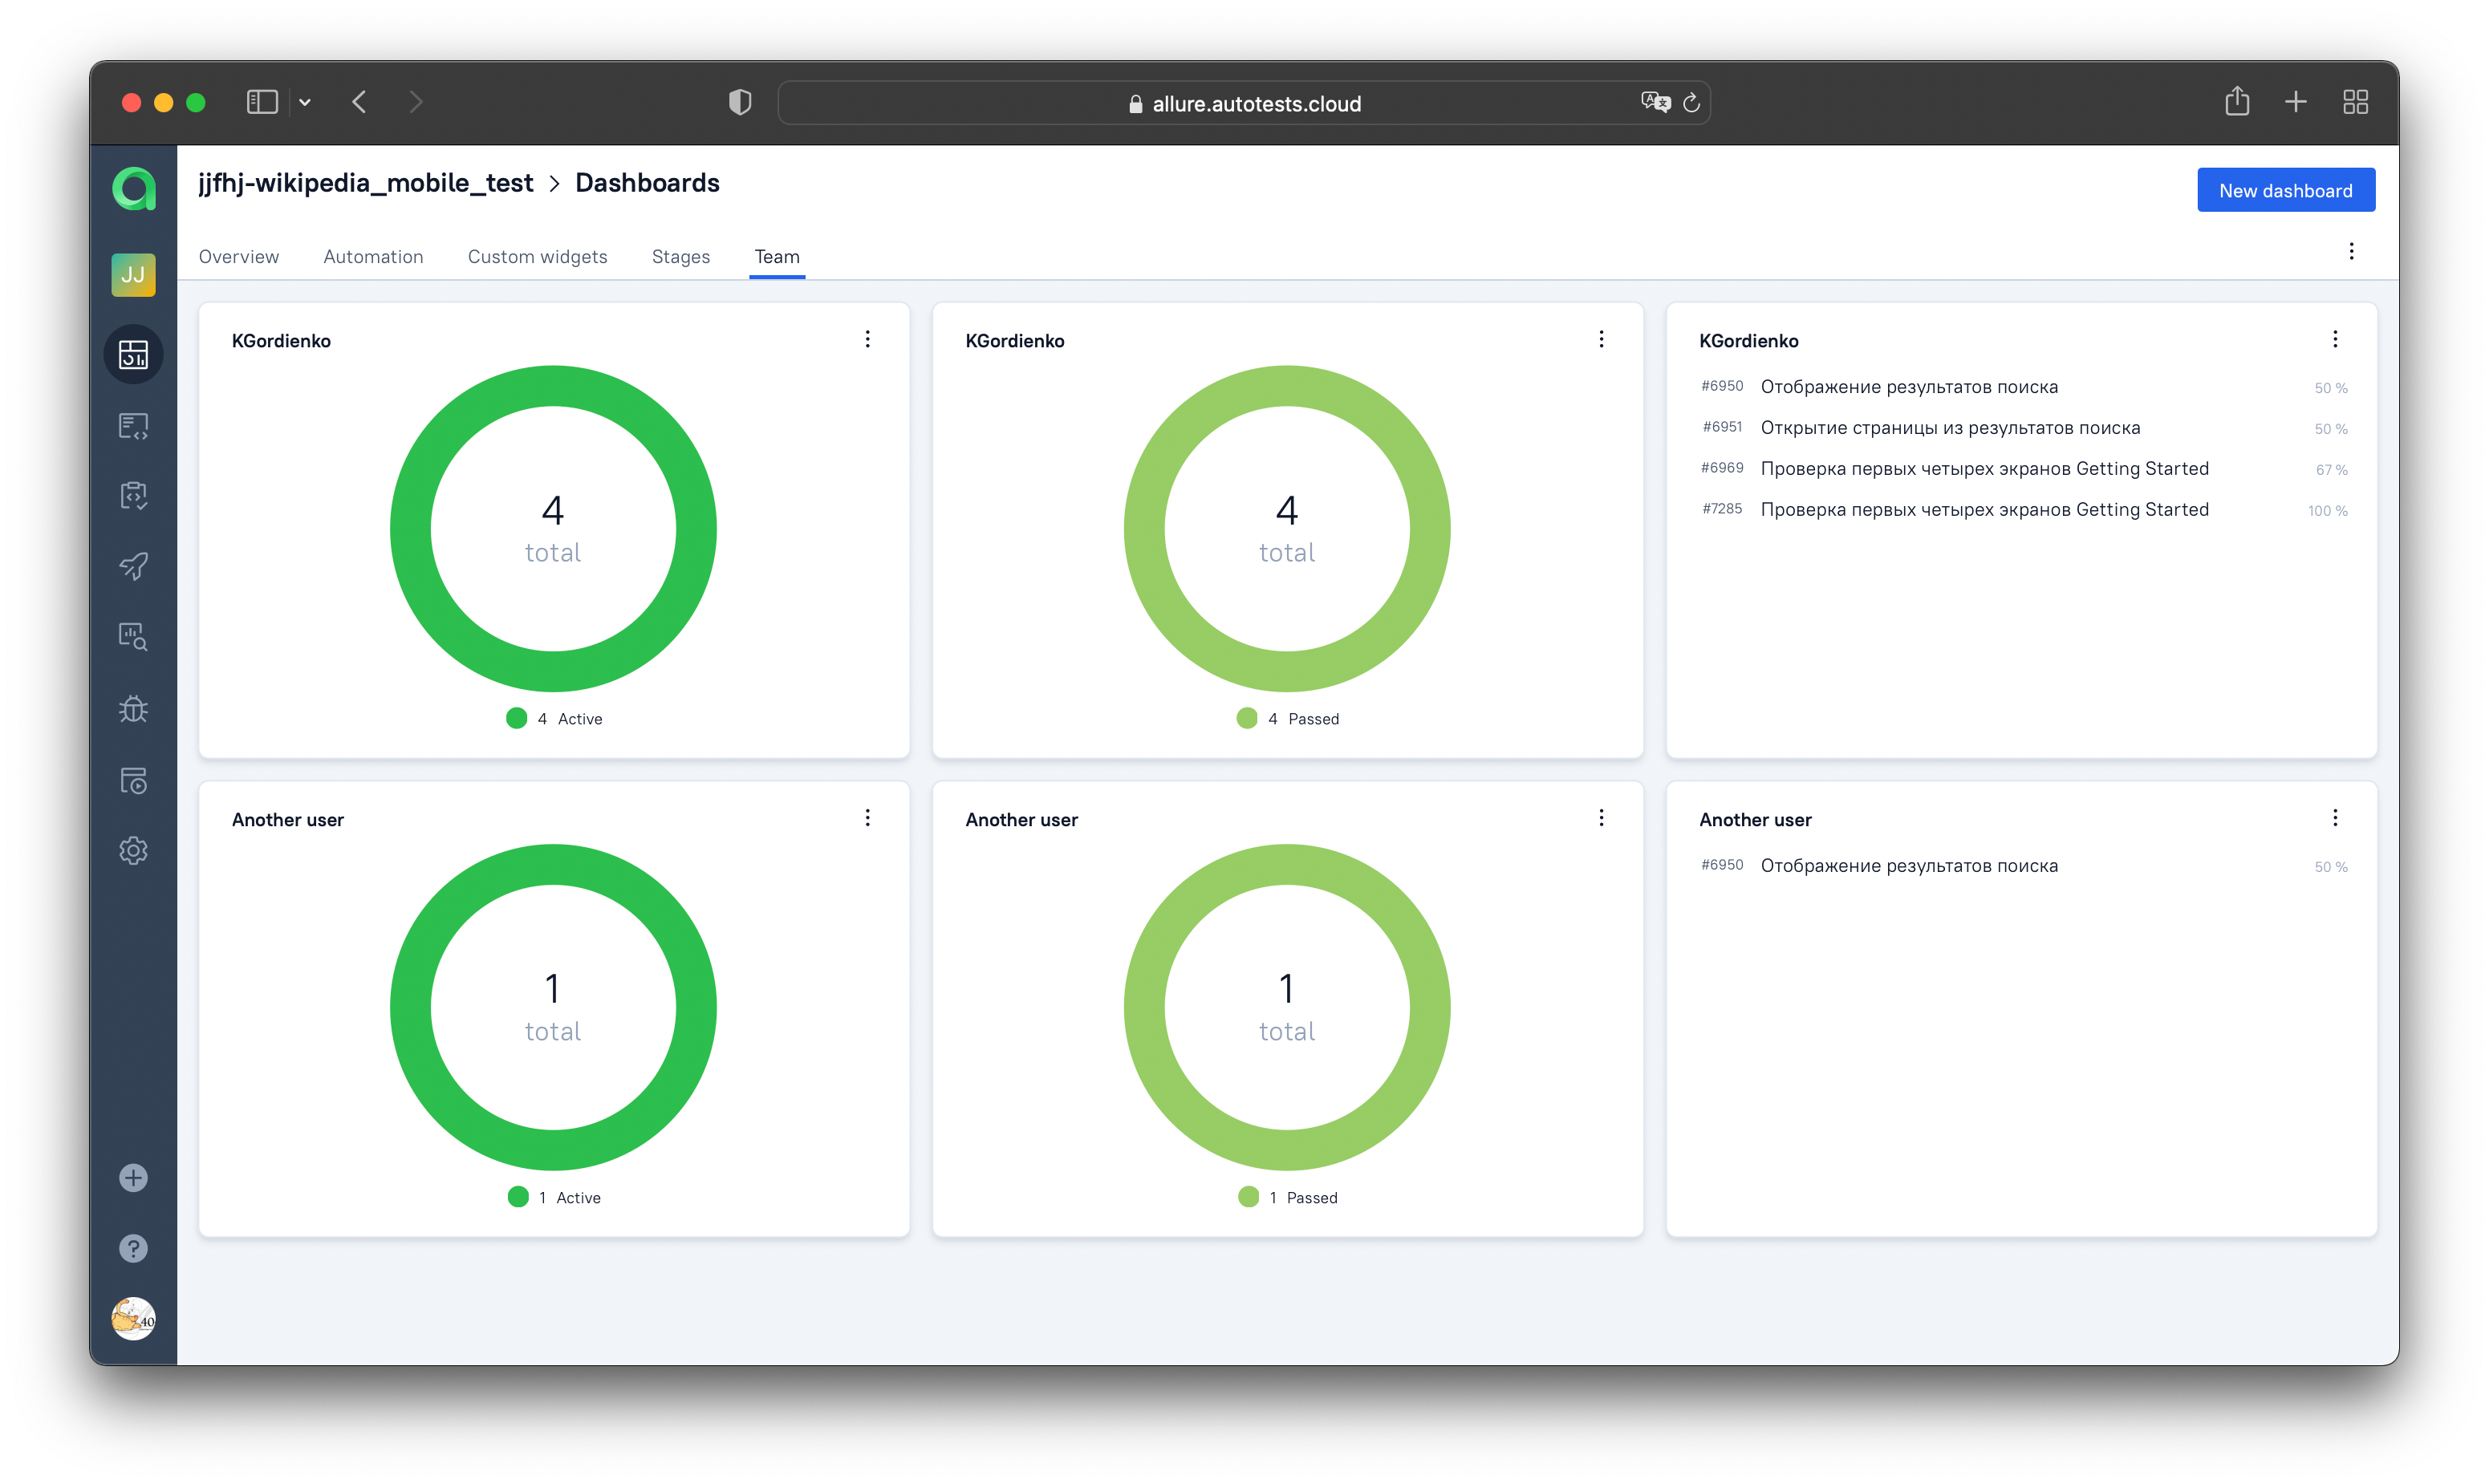 allure.autotests.cloud
jjfhj-wikipedia_mobile_test > Dashboards
New dashboard
JJ
Overview Automation Custom widgets Stages Team
KGordienko
4
total
4 Active
KGordienko
4
total
4 Passed
KGordienko
#6950 Отображение результатов поиска 50 %
#6951 Открытие страницы из результатов поиска 50 %
#6969 Проверка первых четырех экранов Getting Started 67 %
#7285 Проверка первых четырех экранов Getting Started 100 %
Another user
1
total
1 Active
Another user
1
total
1 Passed
Another user
#6950 Отображение результатов поиска 50 %
40